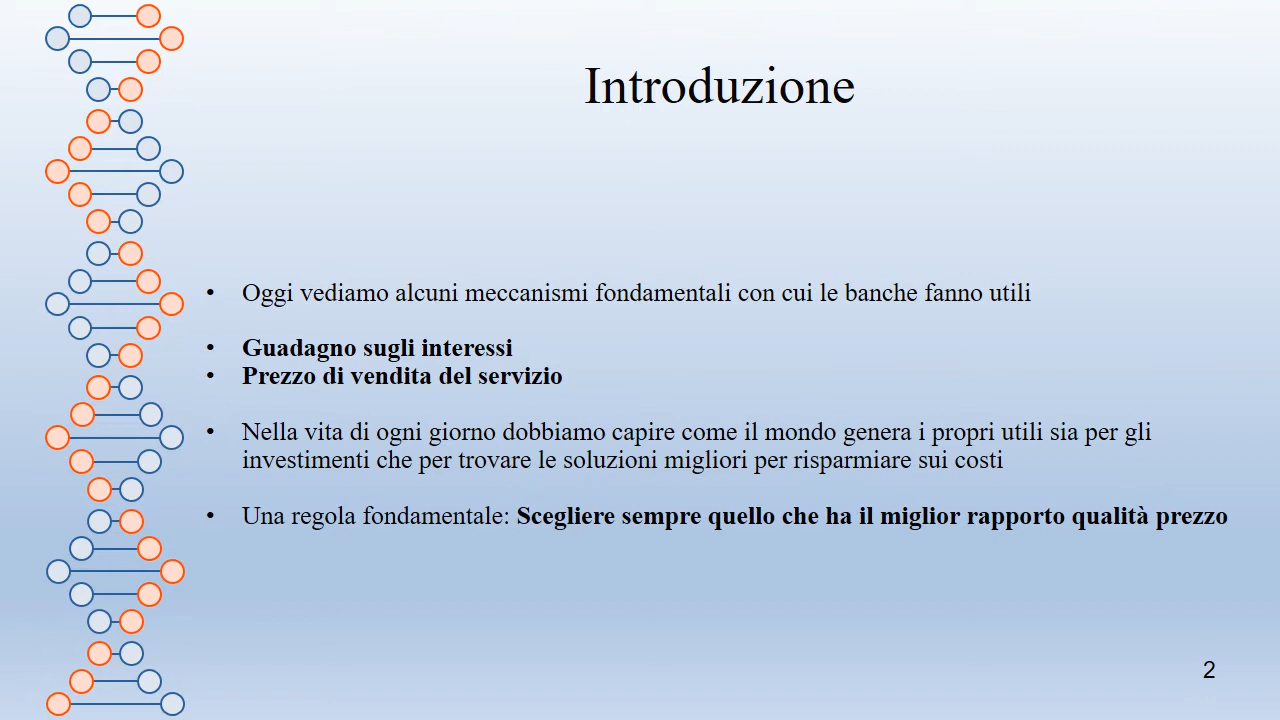 Introduzione
• Oggi vediamo alcuni meccanismi fondamentali con cui le banche fanno utili
• Guadagno sugli interessi
• Prezzo di vendita del servizio
• Nella vita di ogni giorno dobbiamo capire come il mondo genera i propri utili sia per gli
investimenti che per trovare le soluzioni migliori per risparmiare sui costi
• Una regola fondamentale: Scegliere sempre quello che ha il miglior rapporto qualità prezzo
2